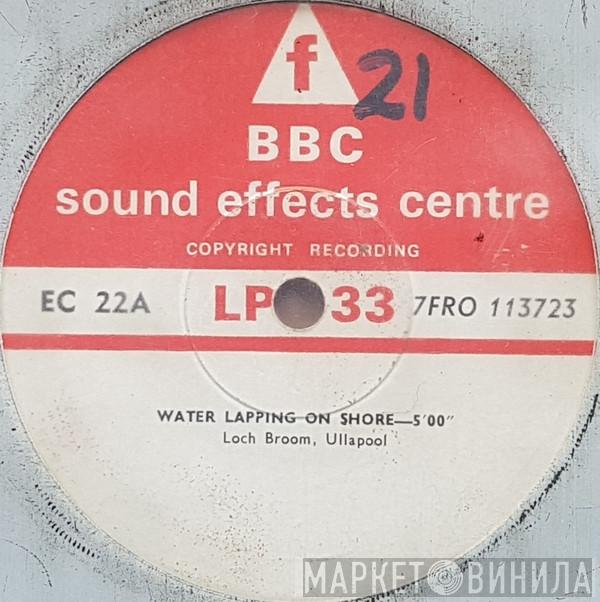 f
21
BBC
sound effects centre
COPYRIGHT RECORDING
EC 22A LP 33 7FRO 113723
WATER LAPPING ON SHORE—5′00″
Loch Broom, Ullapool
МАРКЕТ ВИНИЛА